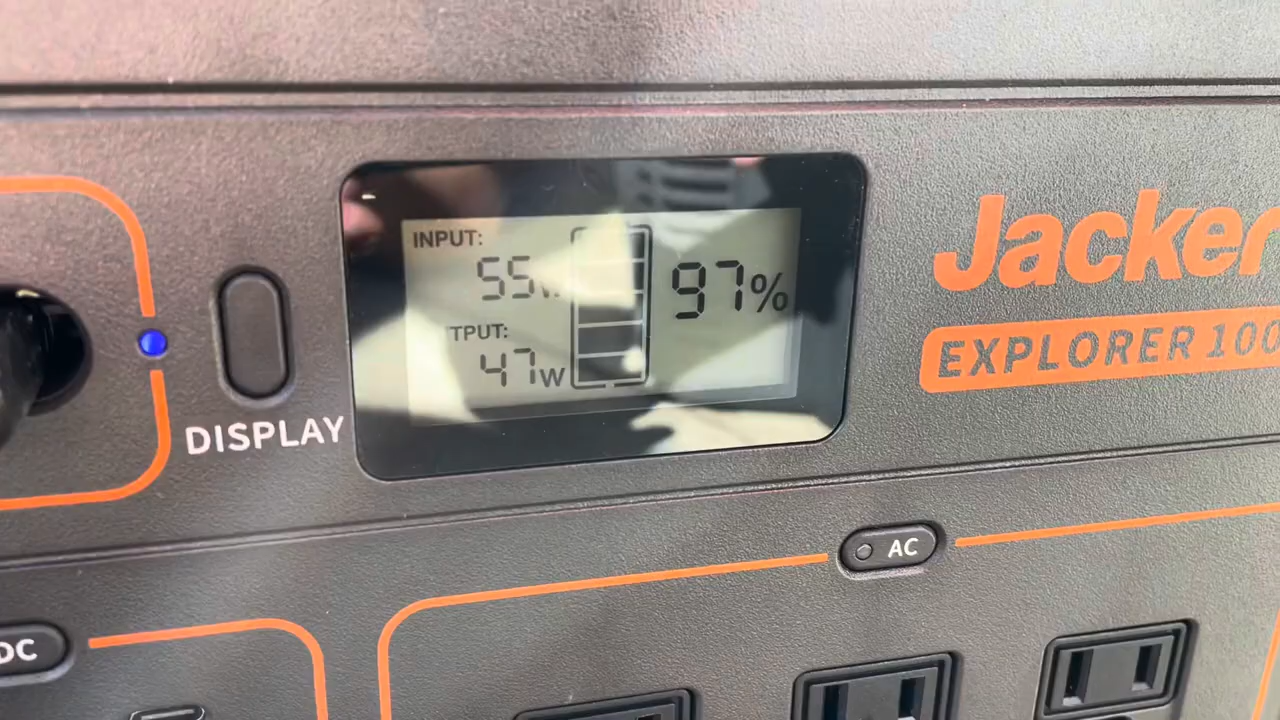 INPUT:
55w
TPUT:
47w
97%
DISPLAY
Jacker
EXPLORER 100
AC
DC